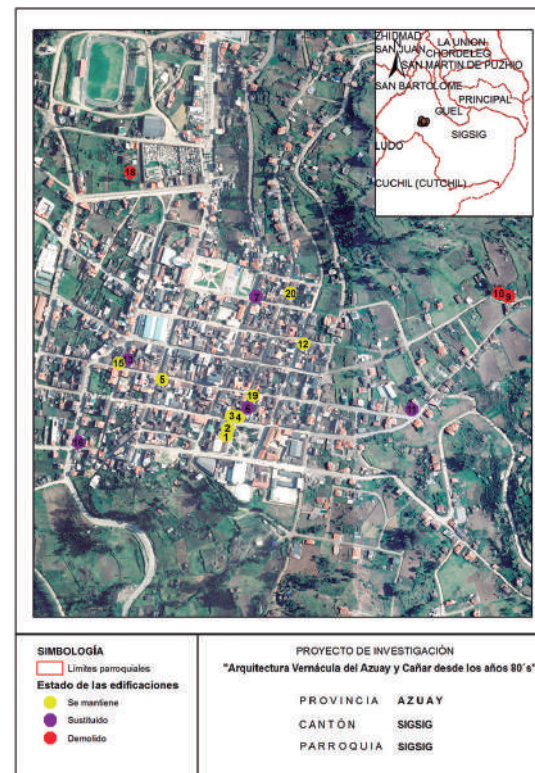 ZHIDMAD
LA UNION
SAN JUAN
CHORDELEG
SAN MARTIN DE PUZHIO
SAN BARTOLOME
PRINCIPAL
GUEL
SIGSIG
LUDO
CUCHIL (CUTCHIL)
18
7
20
10
9
12
15
5
19
3
4
11
2
1
SIMBOLOGÍA
Límites parroquiales
Estado de las edificaciones
Se mantiene
Sustituido
Demolido
PROYECTO DE INVESTIGACIÓN
"Arquitectura Vernácula del Azuay y Cañar desde los años 80´s"
PROVINCIA AZUAY
CANTÓN SIGSIG
PARROQUIA SIGSIG